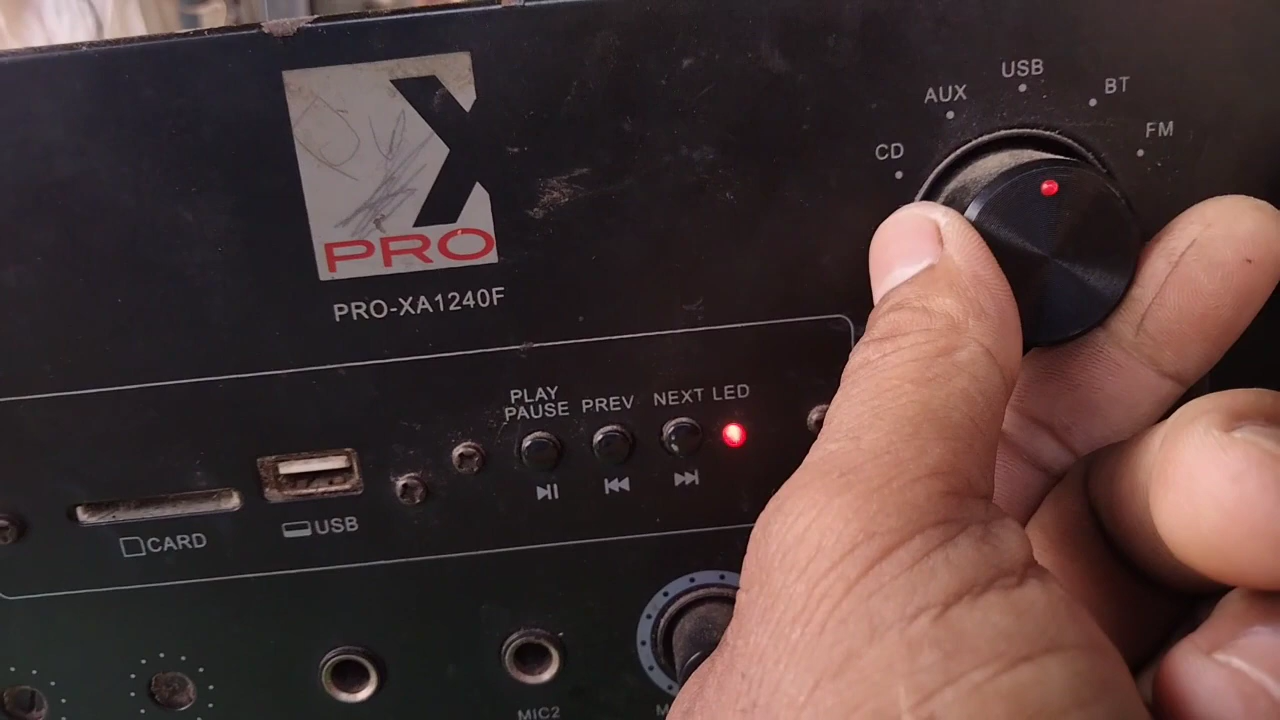 USB
AUX
BT
CD
FM
X
PRO
PRO-XA1240F
PLAY
PAUSE
PREV
NEXT
LED
CARD
USB
MIC2